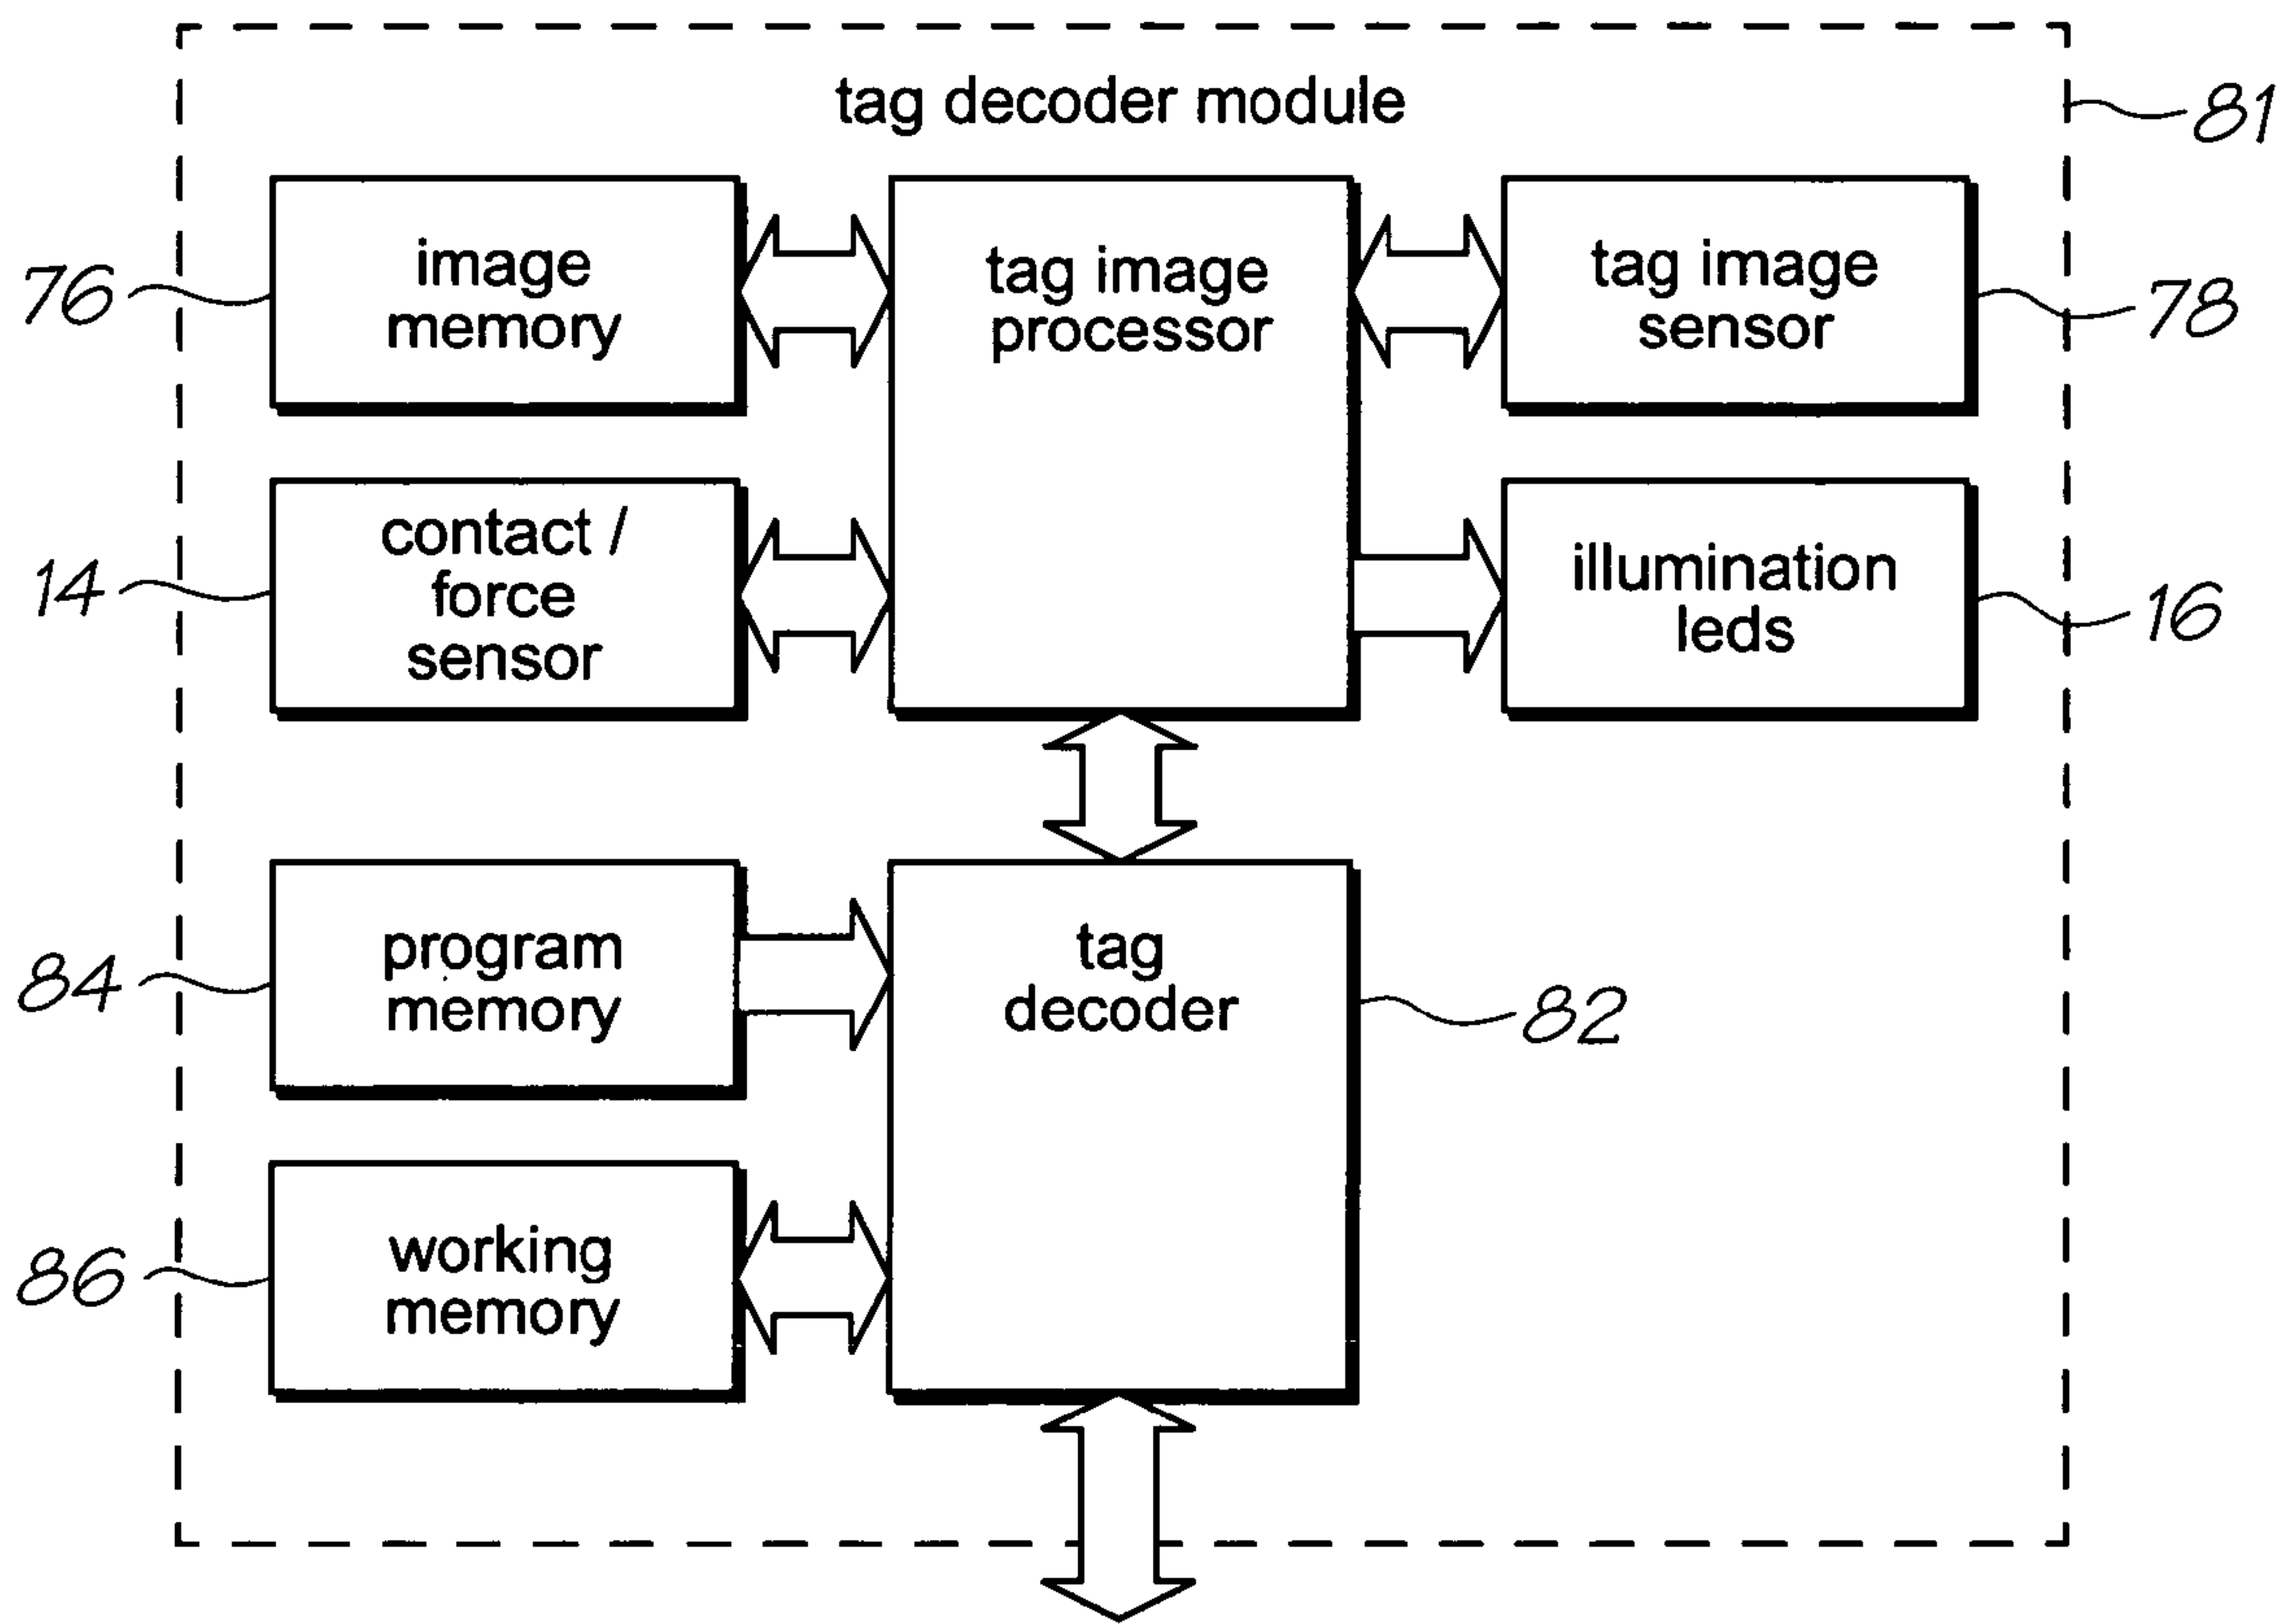 tag decoder module
81
76
image
memory
tag image
processor
tag image
sensor
78
14
contact /
force
sensor
illumination
leds
16
84
program
memory
tag
decoder
82
86
working
memory